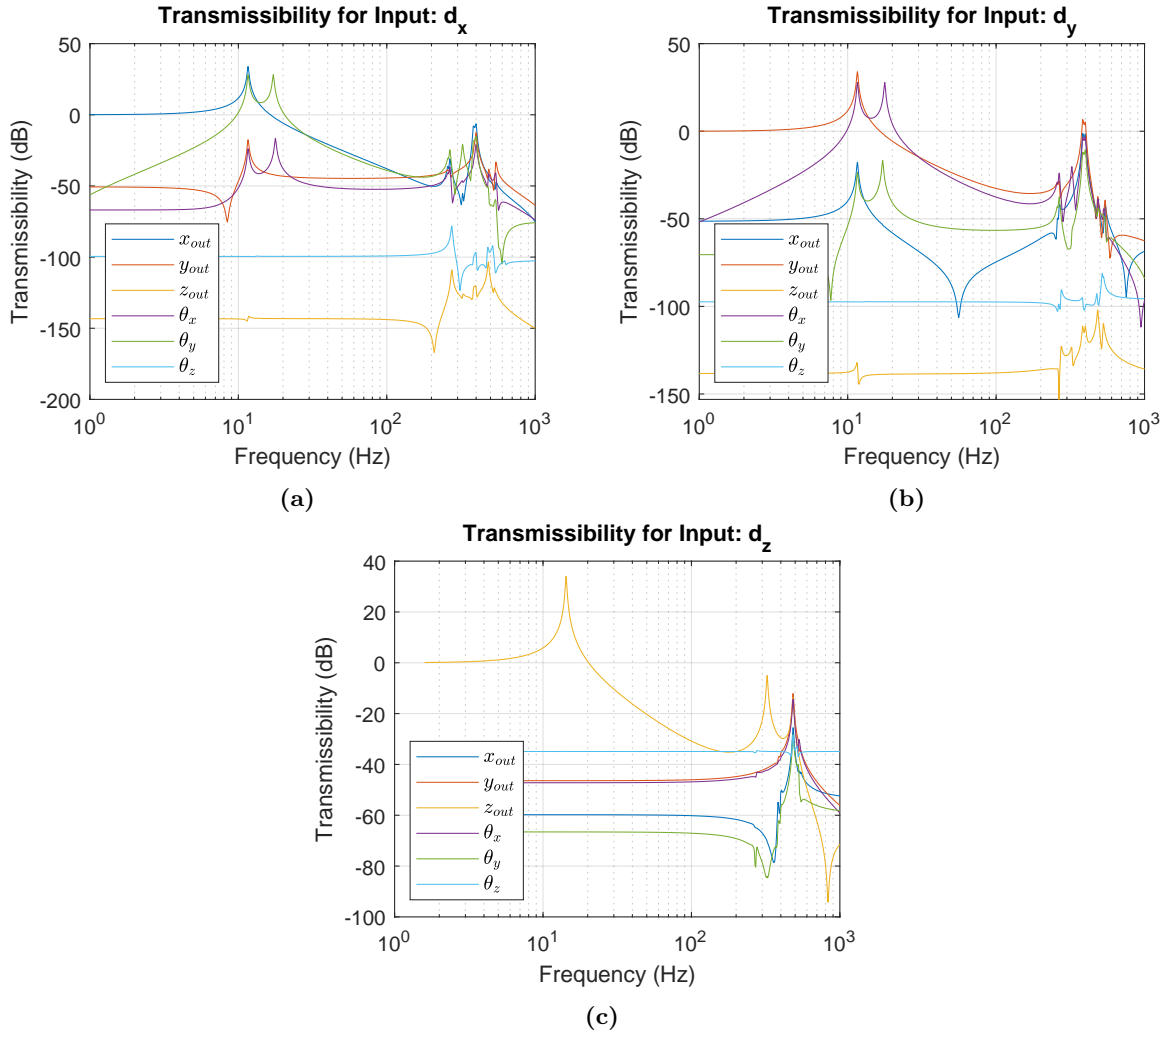 Transmissibility for Input: d_x
Transmissibility (dB)
50
0
-50
-100
-150
-200
x_out
y_out
z_out
θ_x
θ_y
θ_z
10^0
10^1
10^2
10^3
Frequency (Hz)
(a)
Transmissibility for Input: d_y
Transmissibility (dB)
50
0
-50
-100
-150
x_out
y_out
z_out
θ_x
θ_y
θ_z
10^0
10^1
10^2
10^3
Frequency (Hz)
(b)
Transmissibility for Input: d_z
Transmissibility (dB)
40
20
0
-20
-40
-60
-80
-100
x_out
y_out
z_out
θ_x
θ_y
θ_z
10^0
10^1
10^2
10^3
Frequency (Hz)
(c)